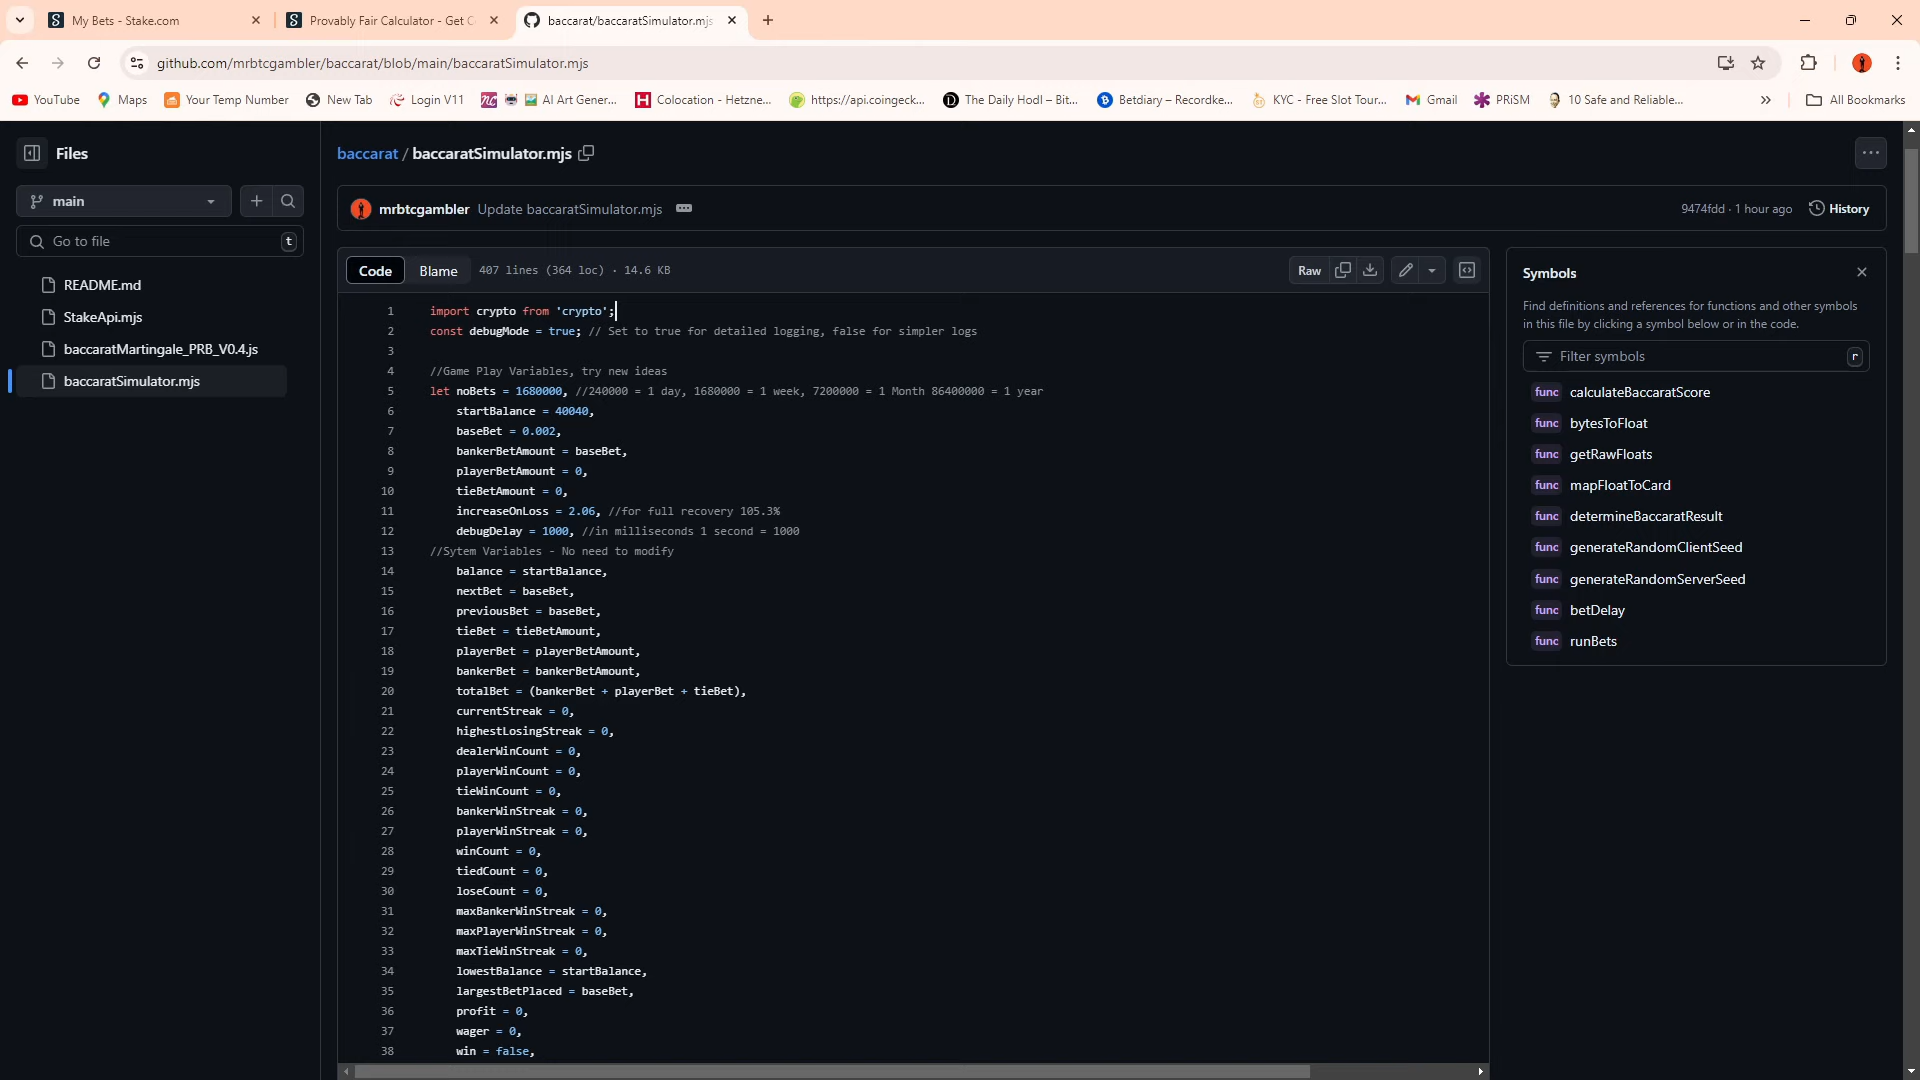 My Bets - Stake.com
Provably Fair Calculator - Get C
baccarat/baccaratSimulator.mjs
github.com/mrbtcgambler/baccarat/blob/main/baccaratSimulator.mjs
YouTube
Maps
Your Temp Number
New Tab
Login V11
AI Art Gener...
Colocation - Hetzne...
https://api.coingeck...
The Daily Hodl – Bit...
Betdiary – Recordke...
KYC - Free Slot Tour...
Gmail
PRiSM
10 Safe and Reliable...
All Bookmarks
Files
main
Go to file
t
README.md
StakeApi.mjs
baccaratMartingale_PRB_V0.4.js
baccaratSimulator.mjs
baccarat / baccaratSimulator.mjs
mrbtcgambler Update baccaratSimulator.mjs
9474fdd · 1 hour ago
History
Code
Blame
407 lines (364 loc) · 14.6 KB
Raw
1 import crypto from 'crypto';
2 const debugMode = true; // Set to true for detailed logging, false for simpler logs
3
4 //Game Play Variables, try new ideas
5 let noBets = 1680000, //240000 = 1 day, 1680000 = 1 week, 7200000 = 1 Month 86400000 = 1 year
6 startBalance = 40040,
7 baseBet = 0.002,
8 bankerBetAmount = baseBet,
9 playerBetAmount = 0,
10 tieBetAmount = 0,
11 increaseOnLoss = 2.06, //for full recovery 105.3%
12 debugDelay = 1000, //in milliseconds 1 second = 1000
13 //Sytem Variables - No need to modify
14 balance = startBalance,
15 nextBet = baseBet,
16 previousBet = baseBet,
17 tieBet = tieBetAmount,
18 playerBet = playerBetAmount,
19 bankerBet = bankerBetAmount,
20 totalBet = (bankerBet + playerBet + tieBet),
21 currentStreak = 0,
22 highestLosingStreak = 0,
23 dealerWinCount = 0,
24 playerWinCount = 0,
25 tieWinCount = 0,
26 bankerWinStreak = 0,
27 playerWinStreak = 0,
28 winCount = 0,
29 tiedCount = 0,
30 loseCount = 0,
31 maxBankerWinStreak = 0,
32 maxPlayerWinStreak = 0,
33 maxTieWinStreak = 0,
34 lowestBalance = startBalance,
35 largestBetPlaced = baseBet,
36 profit = 0,
37 wager = 0,
38 win = false,
Symbols
Find definitions and references for functions and other symbols
in this file by clicking a symbol below or in the code.
Filter symbols
r
func calculateBaccaratScore
func bytesToFloat
func getRawFloats
func mapFloatToCard
func determineBaccaratResult
func generateRandomClientSeed
func generateRandomServerSeed
func betDelay
func runBets